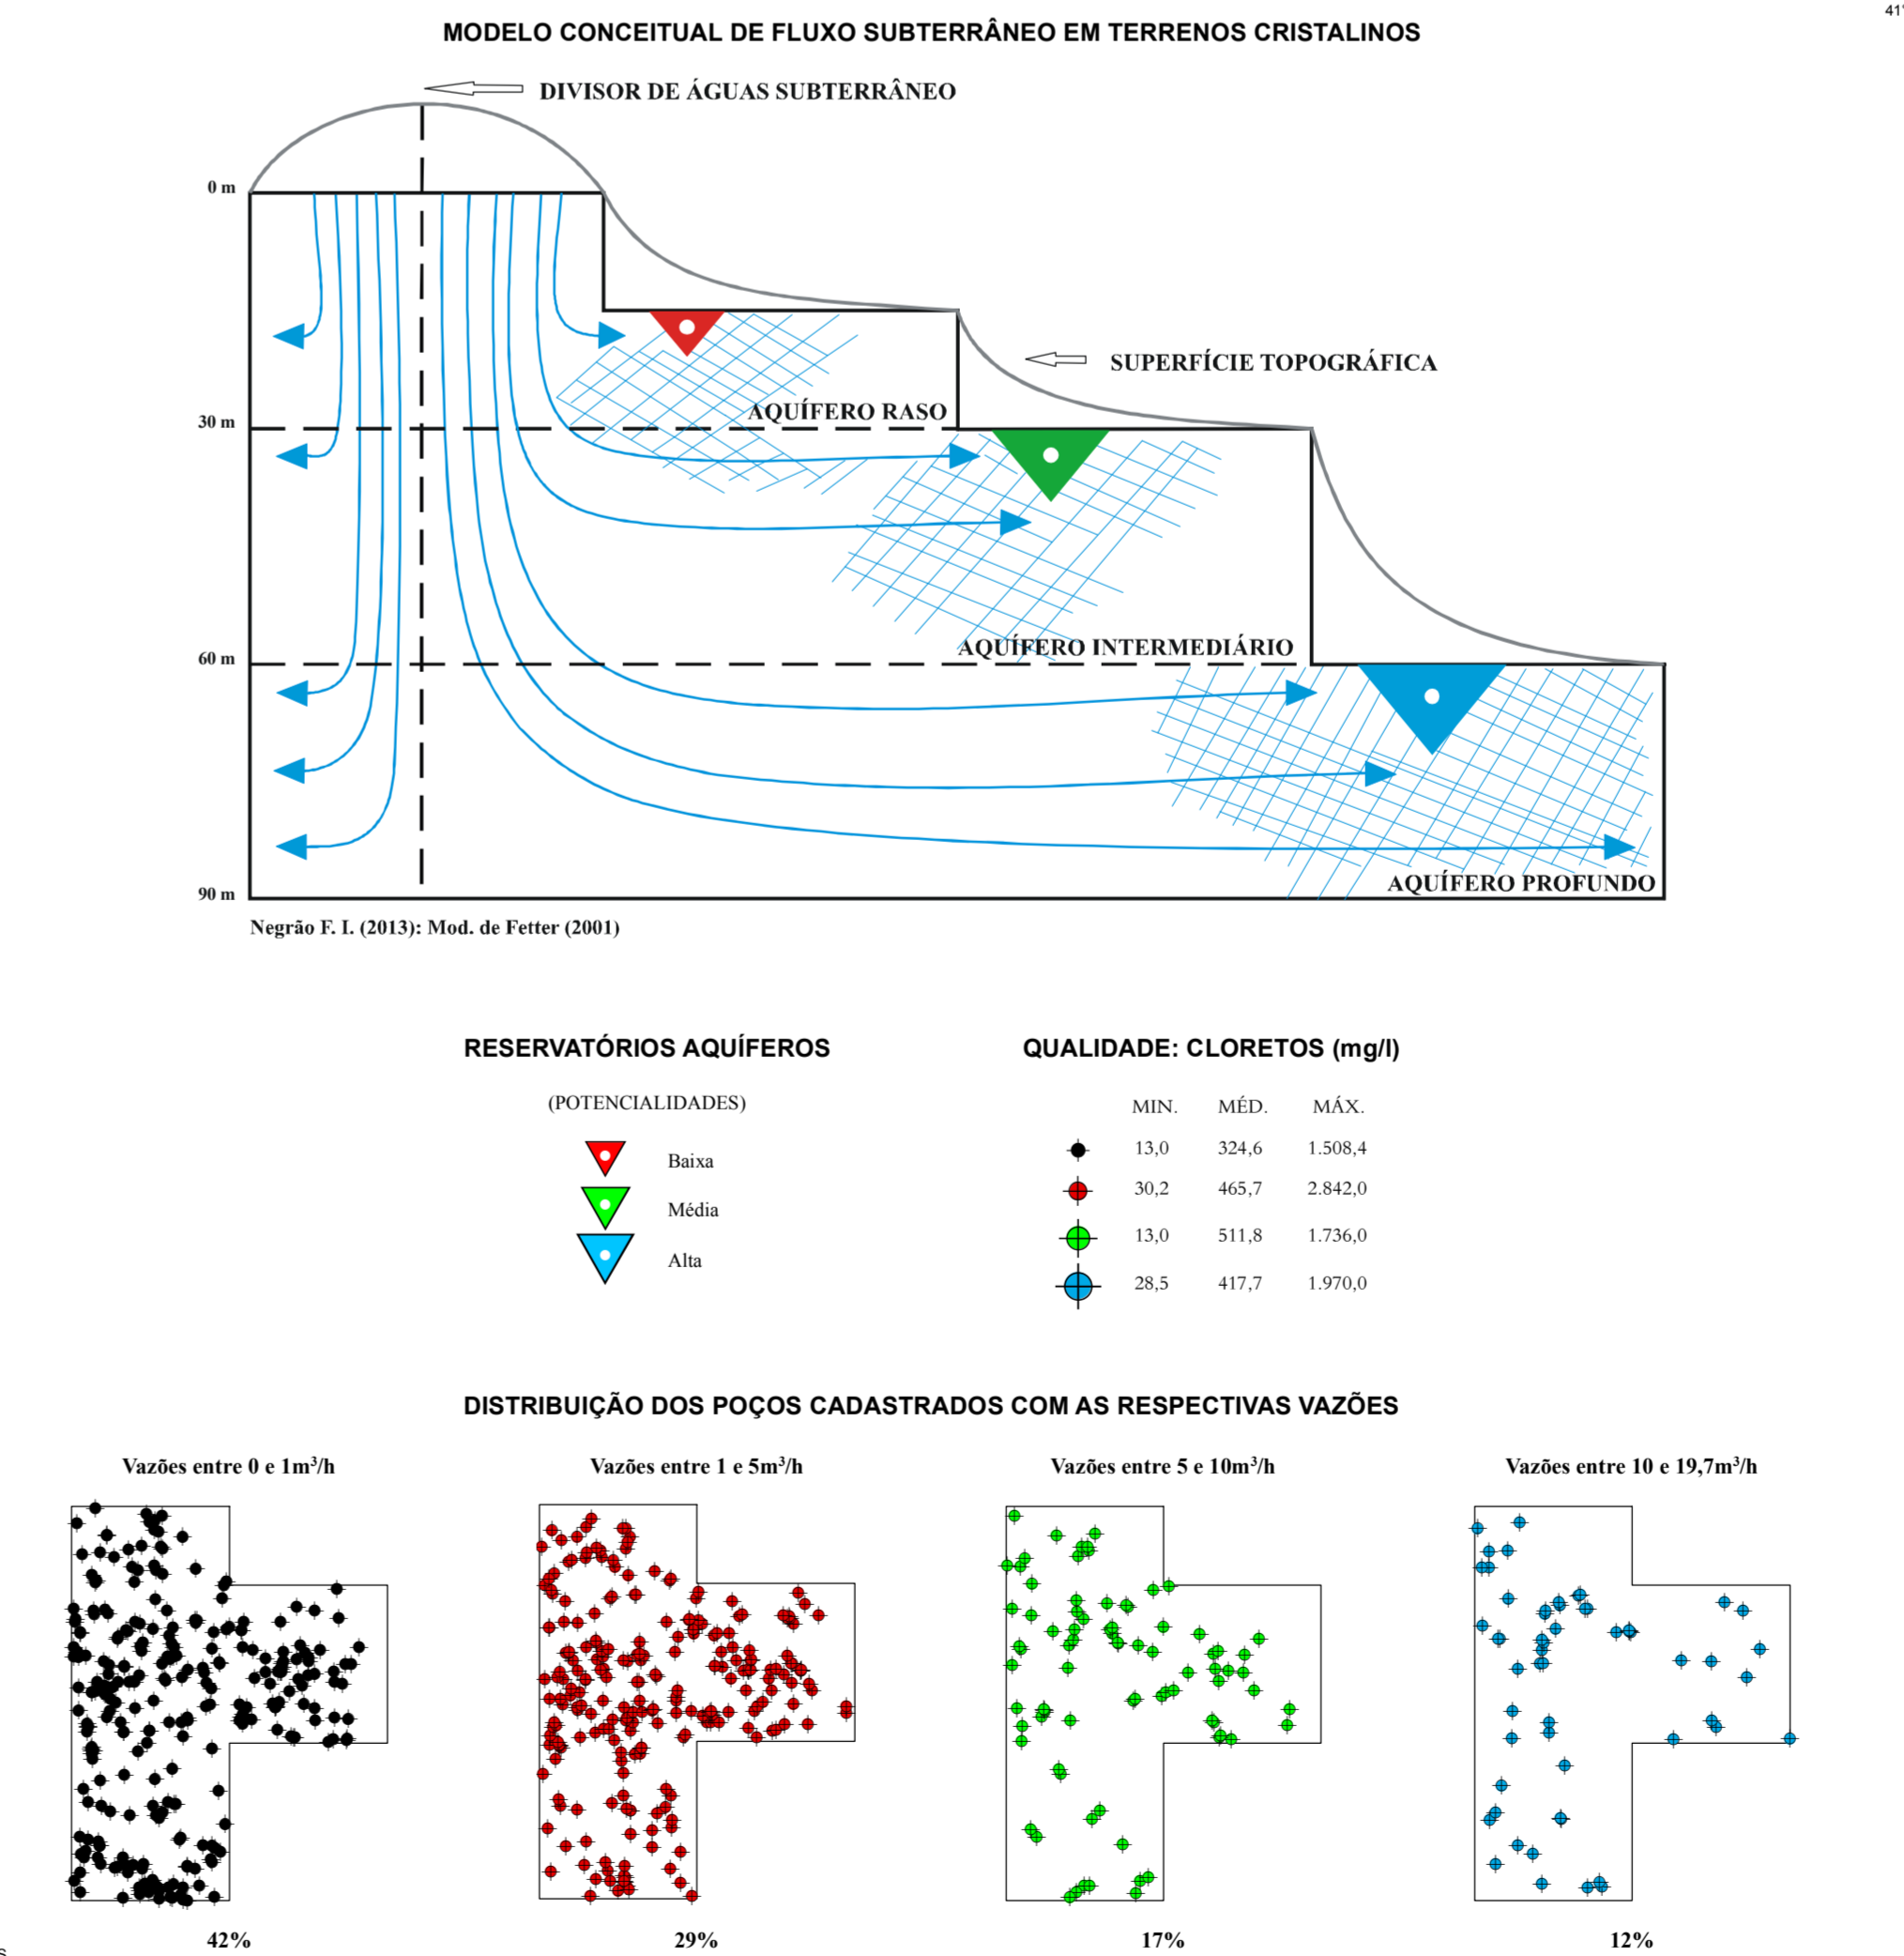 41°
MODELO CONCEITUAL DE FLUXO SUBTERRÂNEO EM TERRENOS CRISTALINOS
DIVISOR DE ÁGUAS SUBTERRÂNEO
0 m
SUPERFÍCIE TOPOGRÁFICA
AQUÍFERO RASO
30 m
AQUÍFERO INTERMEDIÁRIO
60 m
AQUÍFERO PROFUNDO
90 m
Negrão F. I. (2013): Mod. de Fetter (2001)
RESERVATÓRIOS AQUÍFEROS
(POTENCIALIDADES)
Baixa
Média
Alta
QUALIDADE: CLORETOS (mg/l)
MIN. MÉD. MÁX.
13,0 324,6 1.508,4
30,2 465,7 2.842,0
13,0 511,8 1.736,0
28,5 417,7 1.970,0
DISTRIBUIÇÃO DOS POÇOS CADASTRADOS COM AS RESPECTIVAS VAZÕES
Vazões entre 0 e 1m³/h
Vazões entre 1 e 5m³/h
Vazões entre 5 e 10m³/h
Vazões entre 10 e 19,7m³/h
42%
29%
17%
12%